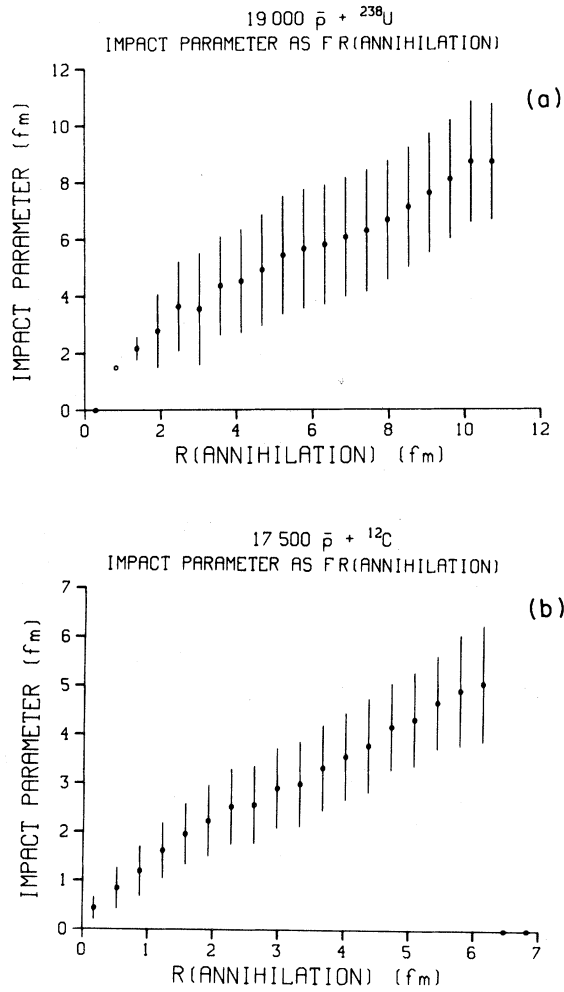 19 000 p̄ + ²³⁸U
IMPACT PARAMETER AS F R(ANNIHILATION)
(a)
IMPACT PARAMETER (fm)
12
10
8
6
4
2
0
0 2 4 6 8 10 12
R(ANNIHILATION) (fm)
17 500 p̄ + ¹²C
IMPACT PARAMETER AS F R(ANNIHILATION)
(b)
IMPACT PARAMETER (fm)
7
6
5
4
3
2
1
0
0 1 2 3 4 5 6 7
R(ANNIHILATION) (fm)